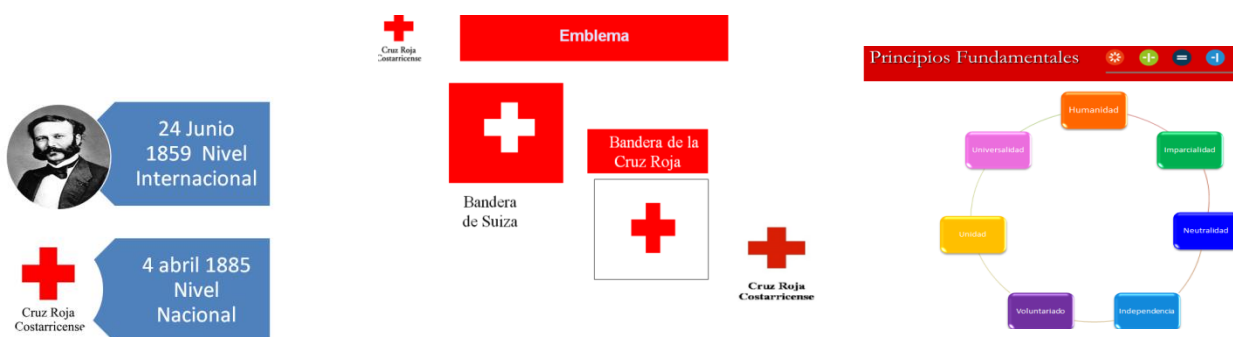 24 Junio
1859 Nivel
Internacional
Cruz Roja
Costarricense
4 abril 1885
Nivel
Nacional
Cruz Roja
Costarricense
Emblema
Bandera
de Suiza
Bandera de la
Cruz Roja
Cruz Roja
Costarricense
Principios Fundamentales
Humanidad
Imparcialidad
Neutralidad
Independencia
Voluntariado
Unidad
Universalidad